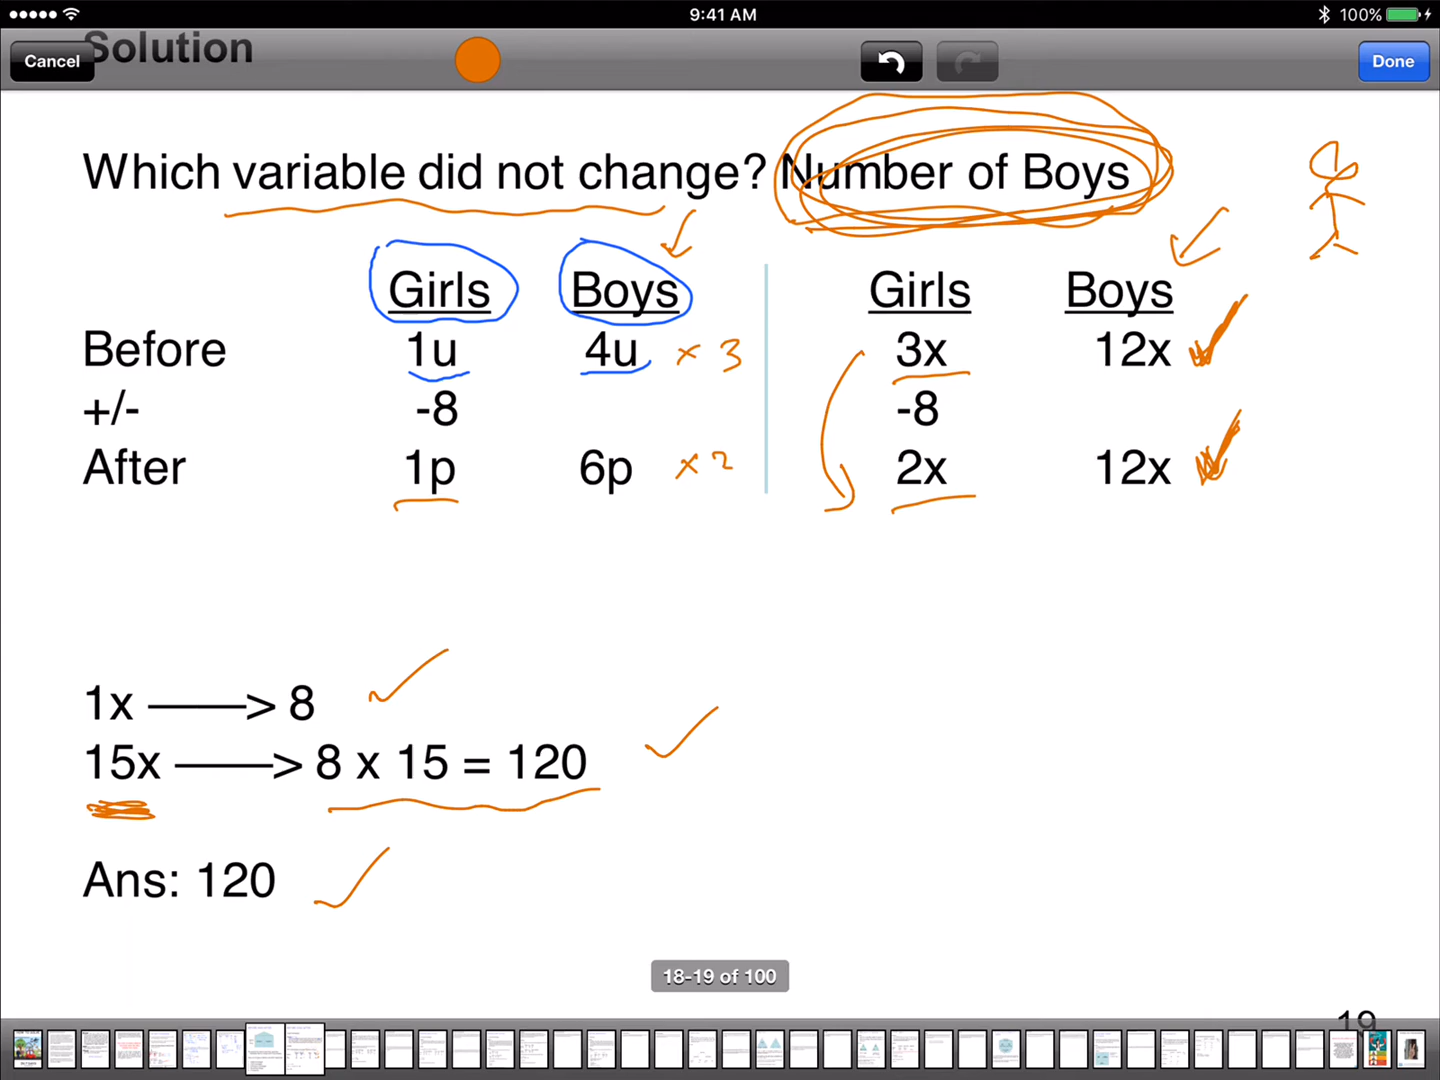 9:41 AM
100%
Cancel
Solution
Done
Which variable did not change? Number of Boys
Girls Boys Girls Boys
Before 1u 4u × 3 3x 12x
+/- -8 -8
After 1p 6p × 2 2x 12x
1x ——> 8
15x ——> 8 x 15 = 120
Ans: 120
18-19 of 100
19